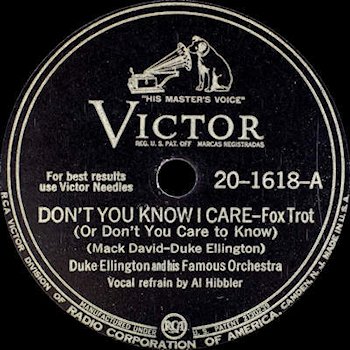 "HIS MASTER'S VOICE"
VICTOR
REG. U. S. PAT. OFF MARCAS REGISTRADAS
For best results
use Victor Needles
20-1618-A
DON'T YOU KNOW I CARE-Fox Trot
(Or Don't You Care to Know)
(Mack David-Duke Ellington)
Duke Ellington and his Famous Orchestra
Vocal refrain by Al Hibbler
MANUFACTURED UNDER RCA U. S. PATENT
R.C.A. VICTOR DIVISION OF RADIO CORPORATION OF AMERICA. CAMDEN, N. J. MADE IN U.S.A.